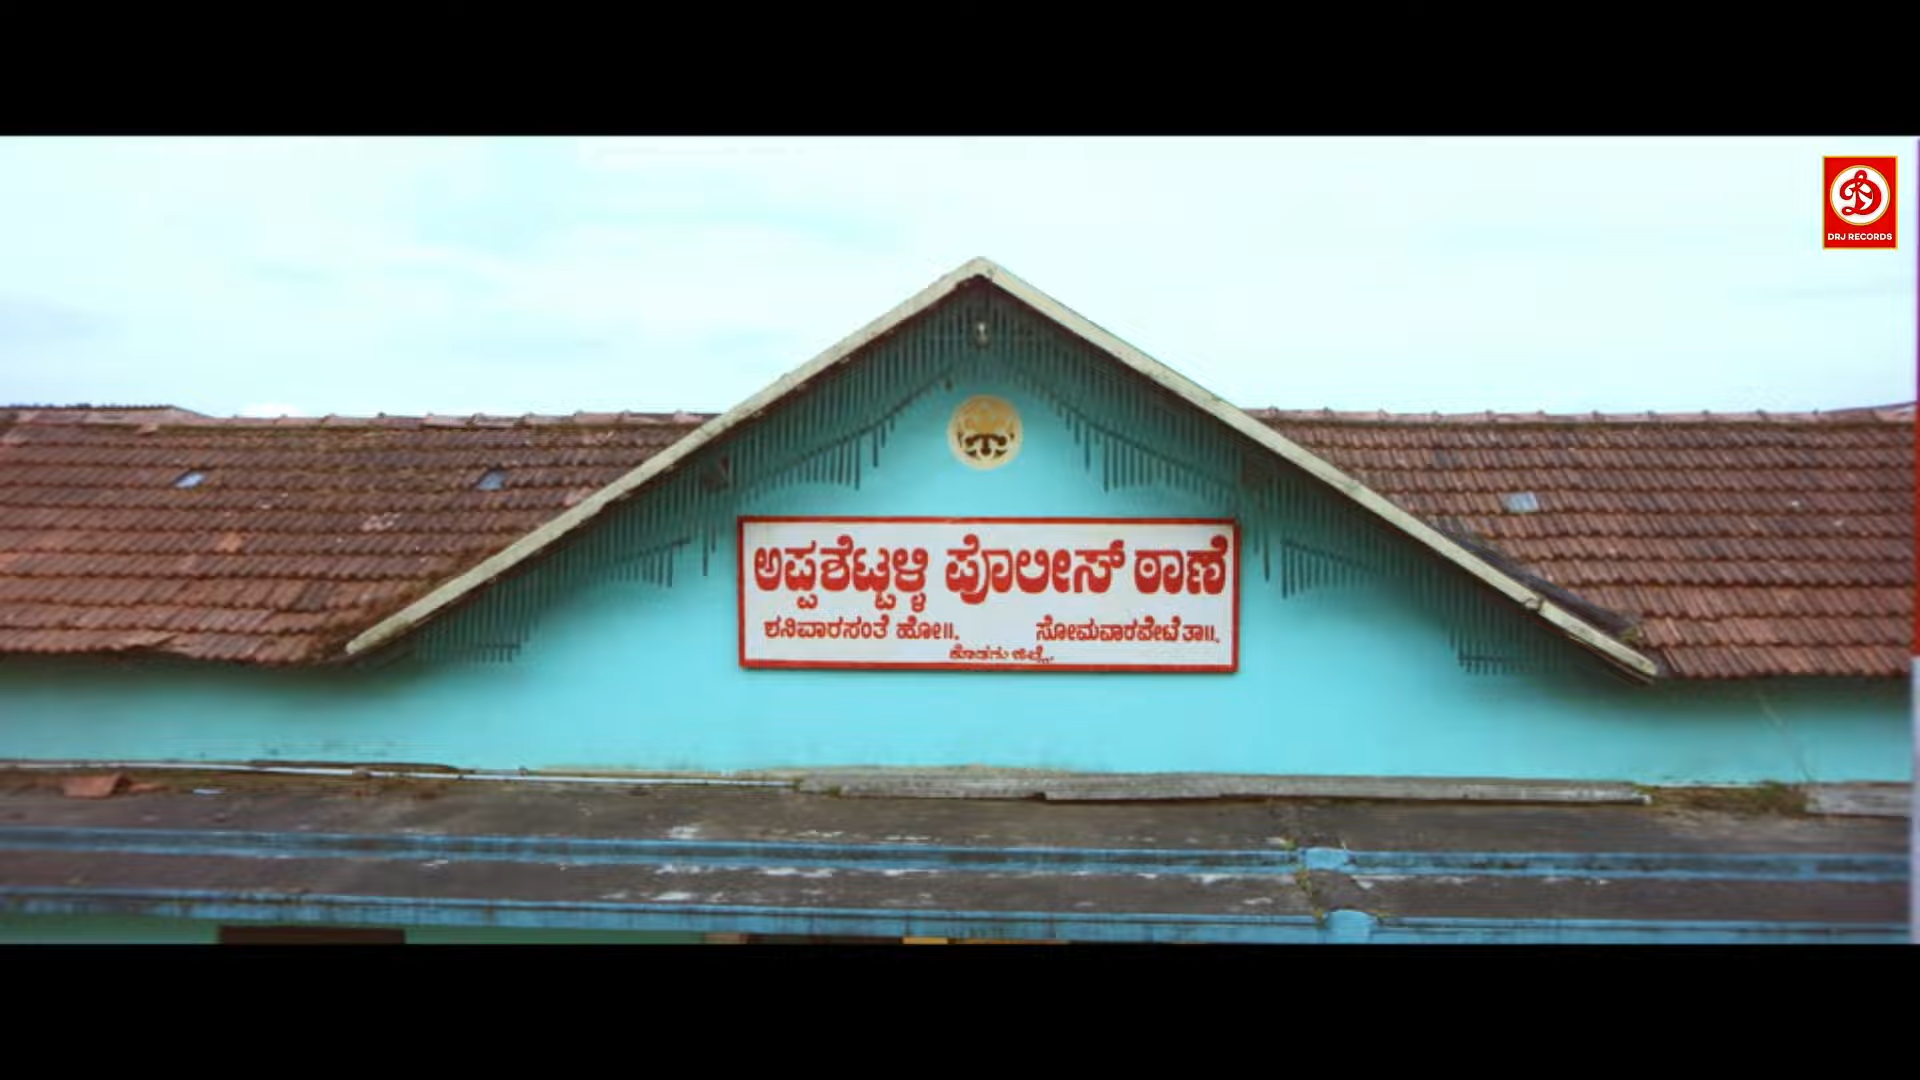 DRJ RECORDS
ಅಪ್ಪಶೆಟ್ಟಳ್ಳಿ ಪೊಲೀಸ್ ಠಾಣೆ
ಶನಿವಾರಸಂತೆ ಹೋ॥. ಸೋಮವಾರಪೇಟೆ ತಾ॥.
ಕೊಡಗು ಜಿಲ್ಲೆ.